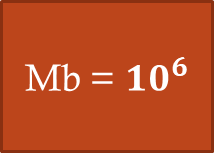 Mb = 10⁶